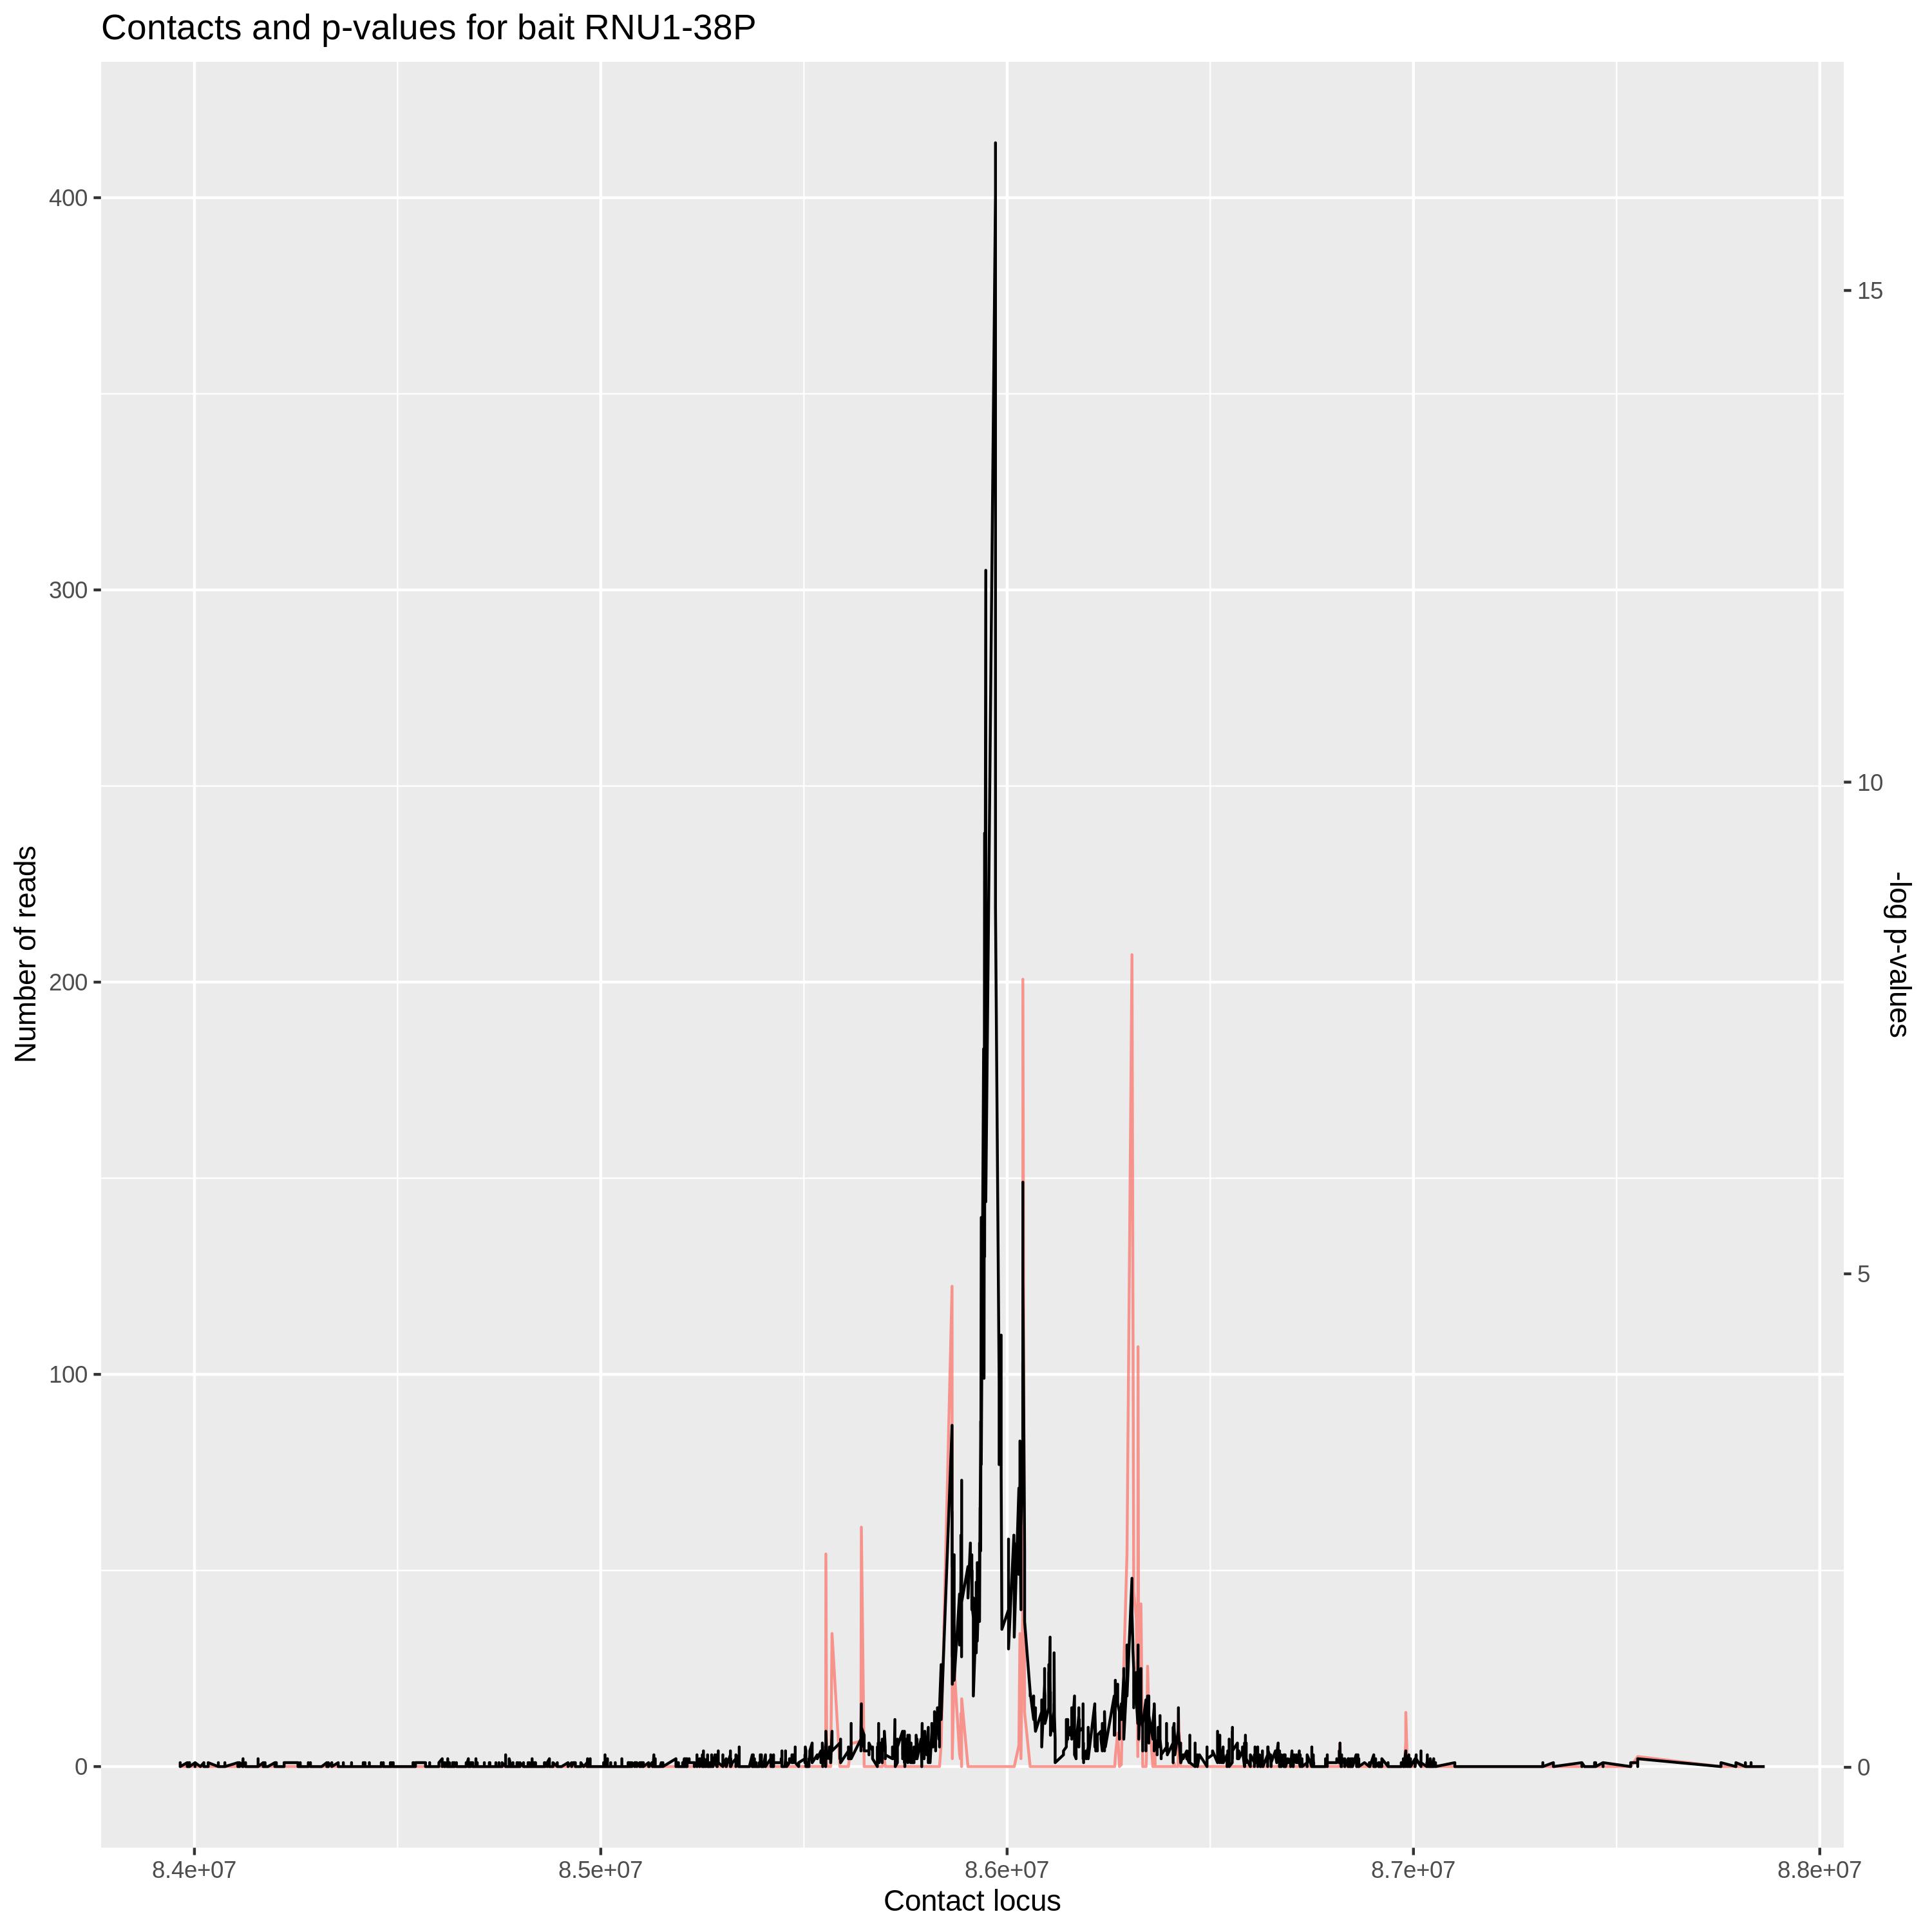 Contacts and p-values for bait RNU1-38P
400
300
200
100
0
Number of reads
15
10
5
0
-log p-values
8.4e+07
8.5e+07
8.6e+07
8.7e+07
8.8e+07
Contact locus